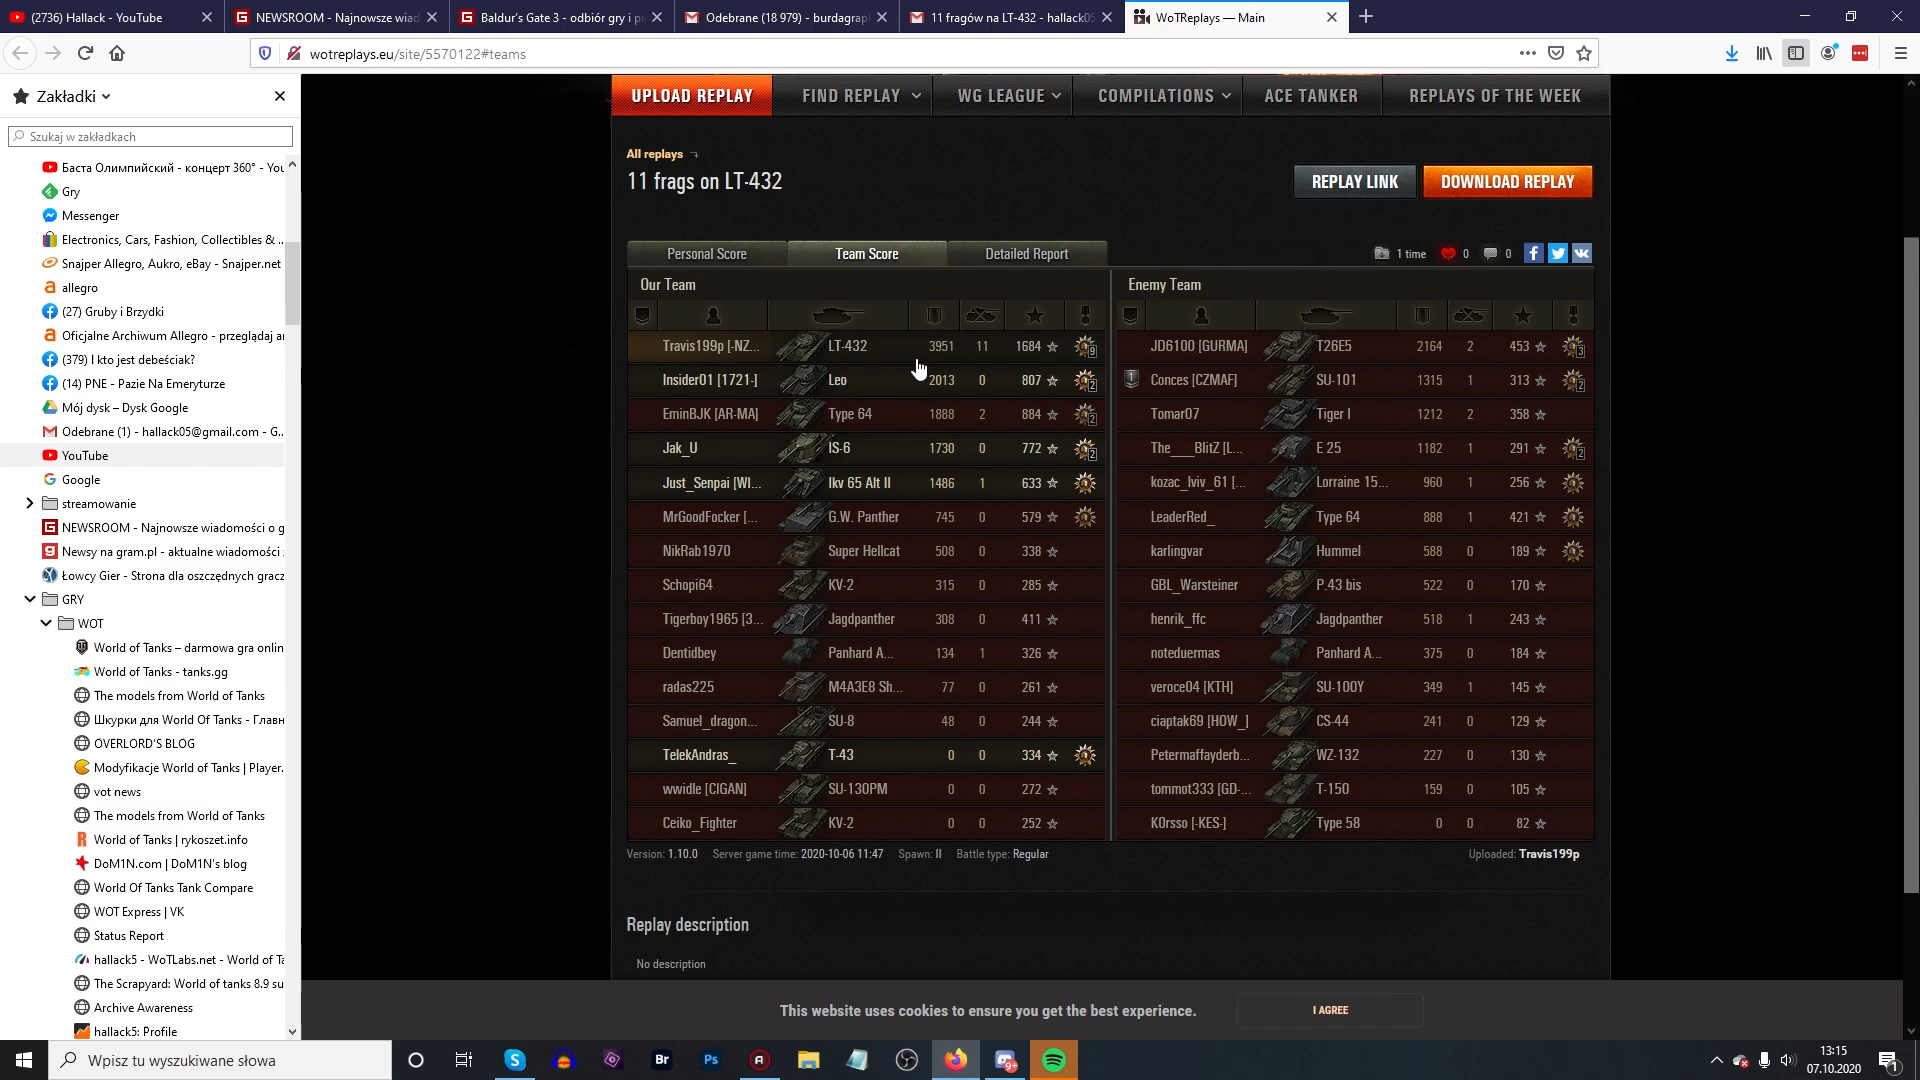 (2736) Hallack - YouTube
NEWSROOM - Najnowsze wiad
Baldur's Gate 3 - odbiór gry i pi
Odebrane (18 979) - burdagrap
11 fragów na LT-432 - hallack05
WoTReplays — Main
wotreplays.eu/site/5570122#teams
Zakładki
Szukaj w zakładkach
Баста Олимпийский - концерт 360° - You
Gry
Messenger
Electronics, Cars, Fashion, Collectibles & ...
Snajper Allegro, Aukro, eBay - Snajper.net
allegro
(27) Gruby i Brzydki
Oficjalne Archiwum Allegro - przeglądaj ar
(379) I kto jest debeściak?
(14) PNE - Pazie Na Emeryturze
Mój dysk – Dysk Google
Odebrane (1) - hallack05@gmail.com - G...
YouTube
Google
streamowanie
NEWSROOM - Najnowsze wiadomości o g
Newsy na gram.pl - aktualne wiadomości
Łowcy Gier - Strona dla oszczędnych gracz
GRY
WOT
World of Tanks – darmowa gra onlin
World of Tanks - tanks.gg
The models from World of Tanks
Шкурки для World Of Tanks - Главн
OVERLORD'S BLOG
Modyfikacje World of Tanks | Player.
vot news
The models from World of Tanks
World of Tanks | rykoszet.info
DoM1N.com | DoM1N's blog
World Of Tanks Tank Compare
WOT Express | VK
Status Report
hallack5 - WoTLabs.net - World of Ta
The Scrapyard: World of tanks 8.9 su
Archive Awareness
hallack5: Profile
UPLOAD REPLAY
FIND REPLAY
WG LEAGUE
COMPILATIONS
ACE TANKER
REPLAYS OF THE WEEK
All replays
11 frags on LT-432
REPLAY LINK
DOWNLOAD REPLAY
Personal Score
Team Score
Detailed Report
1 time
0
0
Our Team
Travis199p [-NZ... LT-432 3951 11 1684 9
Insider01 [1721-] Leo 2013 0 807 2
EminBJK [AR-MA] Type 64 1888 2 884 2
Jak_U IS-6 1730 0 772 2
Just_Senpai [WI... Ikv 65 Alt II 1486 1 633
MrGoodFocker [... G.W. Panther 745 0 579
NikRab1970 Super Hellcat 508 0 338
Schopi64 KV-2 315 0 285
Tigerboy1965 [3... Jagdpanther 308 0 411
Dentidbey Panhard A... 134 1 326
radas225 M4A3E8 Sh... 77 0 261
Samuel_dragon... SU-8 48 0 244
TelekAndras_ T-43 0 0 334
wwidle [CIGAN] SU-130PM 0 0 272
Ceiko_Fighter KV-2 0 0 252
Enemy Team
JD6100 [GURMA] T26E5 2164 2 453 3
1 Conces [CZMAF] SU-101 1315 1 313 2
Tomar07 Tiger I 1212 2 358
The___BlitZ [L... E 25 1182 1 291 2
kozac_lviv_61 [... Lorraine 15... 960 1 256
LeaderRed_ Type 64 888 1 421
karlingvar Hummel 588 0 189
GBL_Warsteiner P.43 bis 522 0 170
henrik_ffc Jagdpanther 518 1 243
noteduermas Panhard A... 375 0 184
veroce04 [KTH] SU-100Y 349 1 145
ciaptak69 [HOW_] CS-44 241 0 129
Petermaffayderb... WZ-132 227 0 130
tommot333 [GD-... T-150 159 0 105
K0rsso [-KES-] Type 58 0 0 82
Version: 1.10.0 Server game time: 2020-10-06 11:47 Spawn: II Battle type: Regular
Uploaded: Travis199p
Replay description
No description
This website uses cookies to ensure you get the best experience.
I AGREE
Wpisz tu wyszukiwane słowa
Br
Ps
9+
13:15
07.10.2020
1